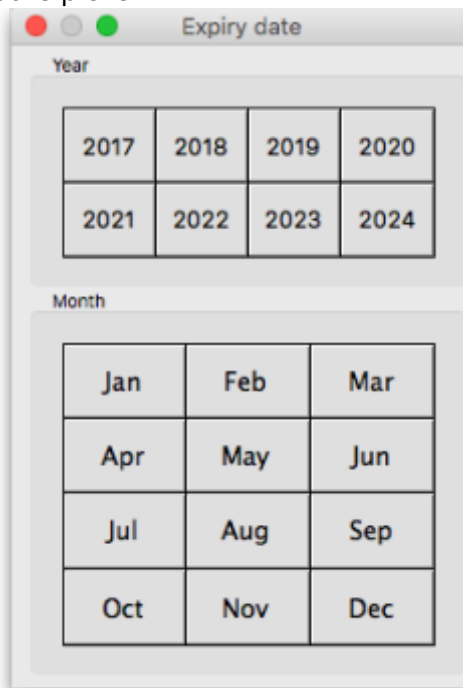 Expiry date
Year
2017 2018 2019 2020
2021 2022 2023 2024
Month
Jan Feb Mar
Apr May Jun
Jul Aug Sep
Oct Nov Dec